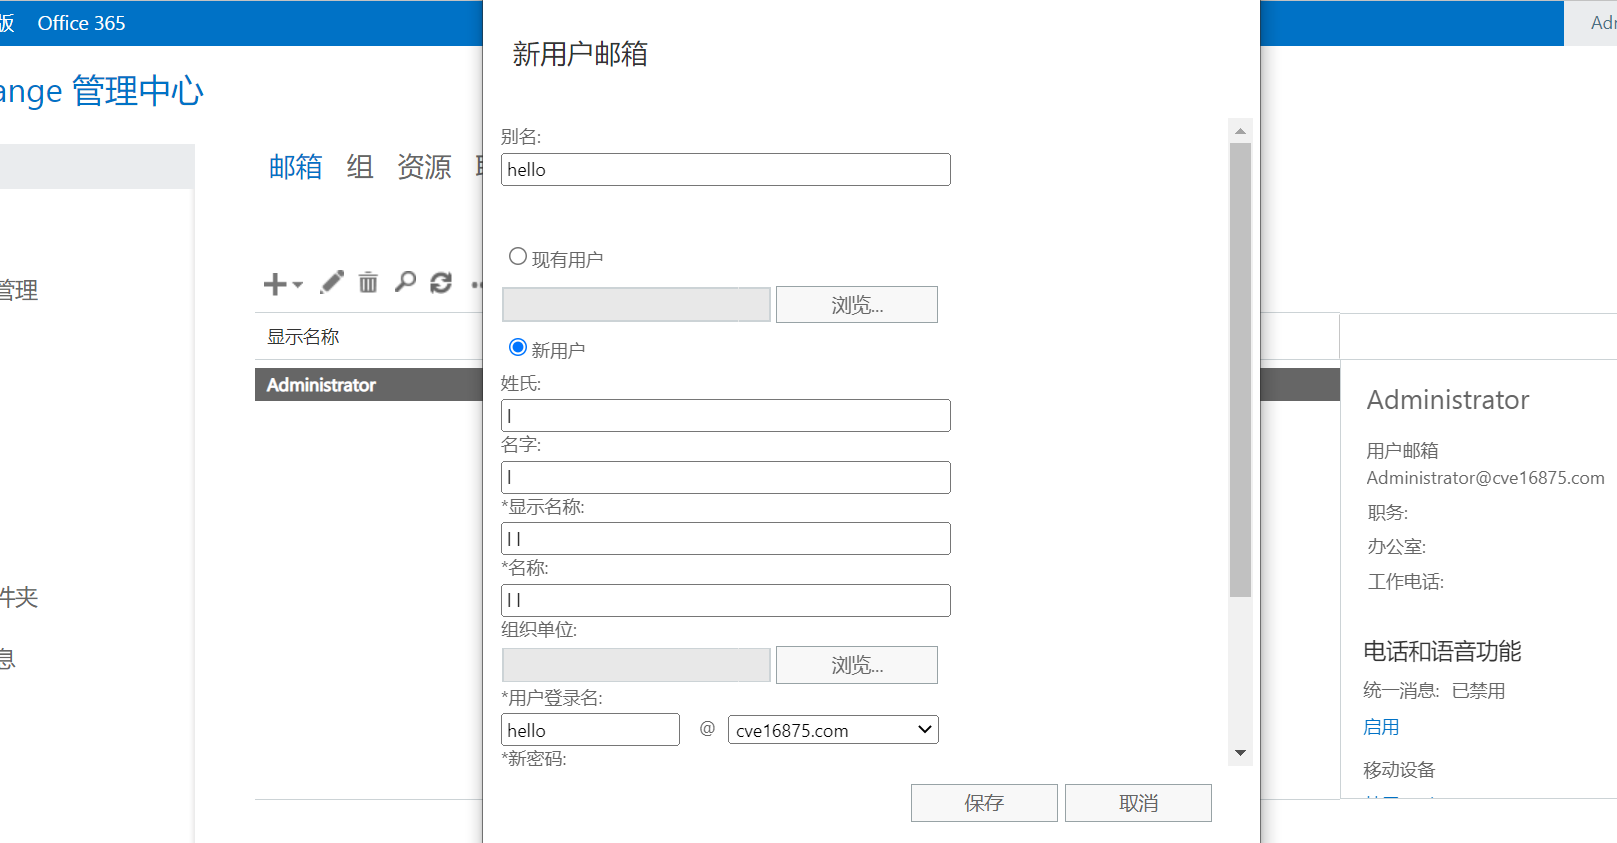 版 Office 365
Adr
ange 管理中心
邮箱 组 资源
管理
件夹
息
显示名称
Administrator
新用户邮箱
别名:
hello
现有用户
浏览...
新用户
姓氏:
l
名字:
l
*显示名称:
l l
*名称:
l l
组织单位:
浏览...
*用户登录名:
hello @ cve16875.com
*新密码:
保存 取消
Administrator
用户邮箱
Administrator@cve16875.com
职务:
办公室:
工作电话:
电话和语音功能
统一消息: 已禁用
启用
移动设备